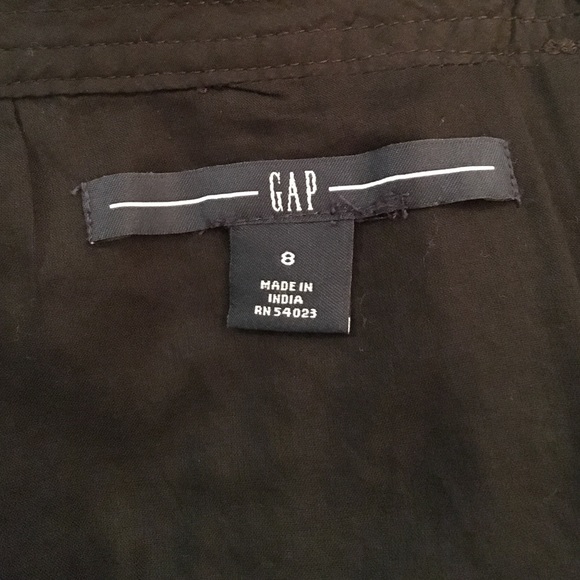 GAP
8
MADE IN
INDIA
RN 54023